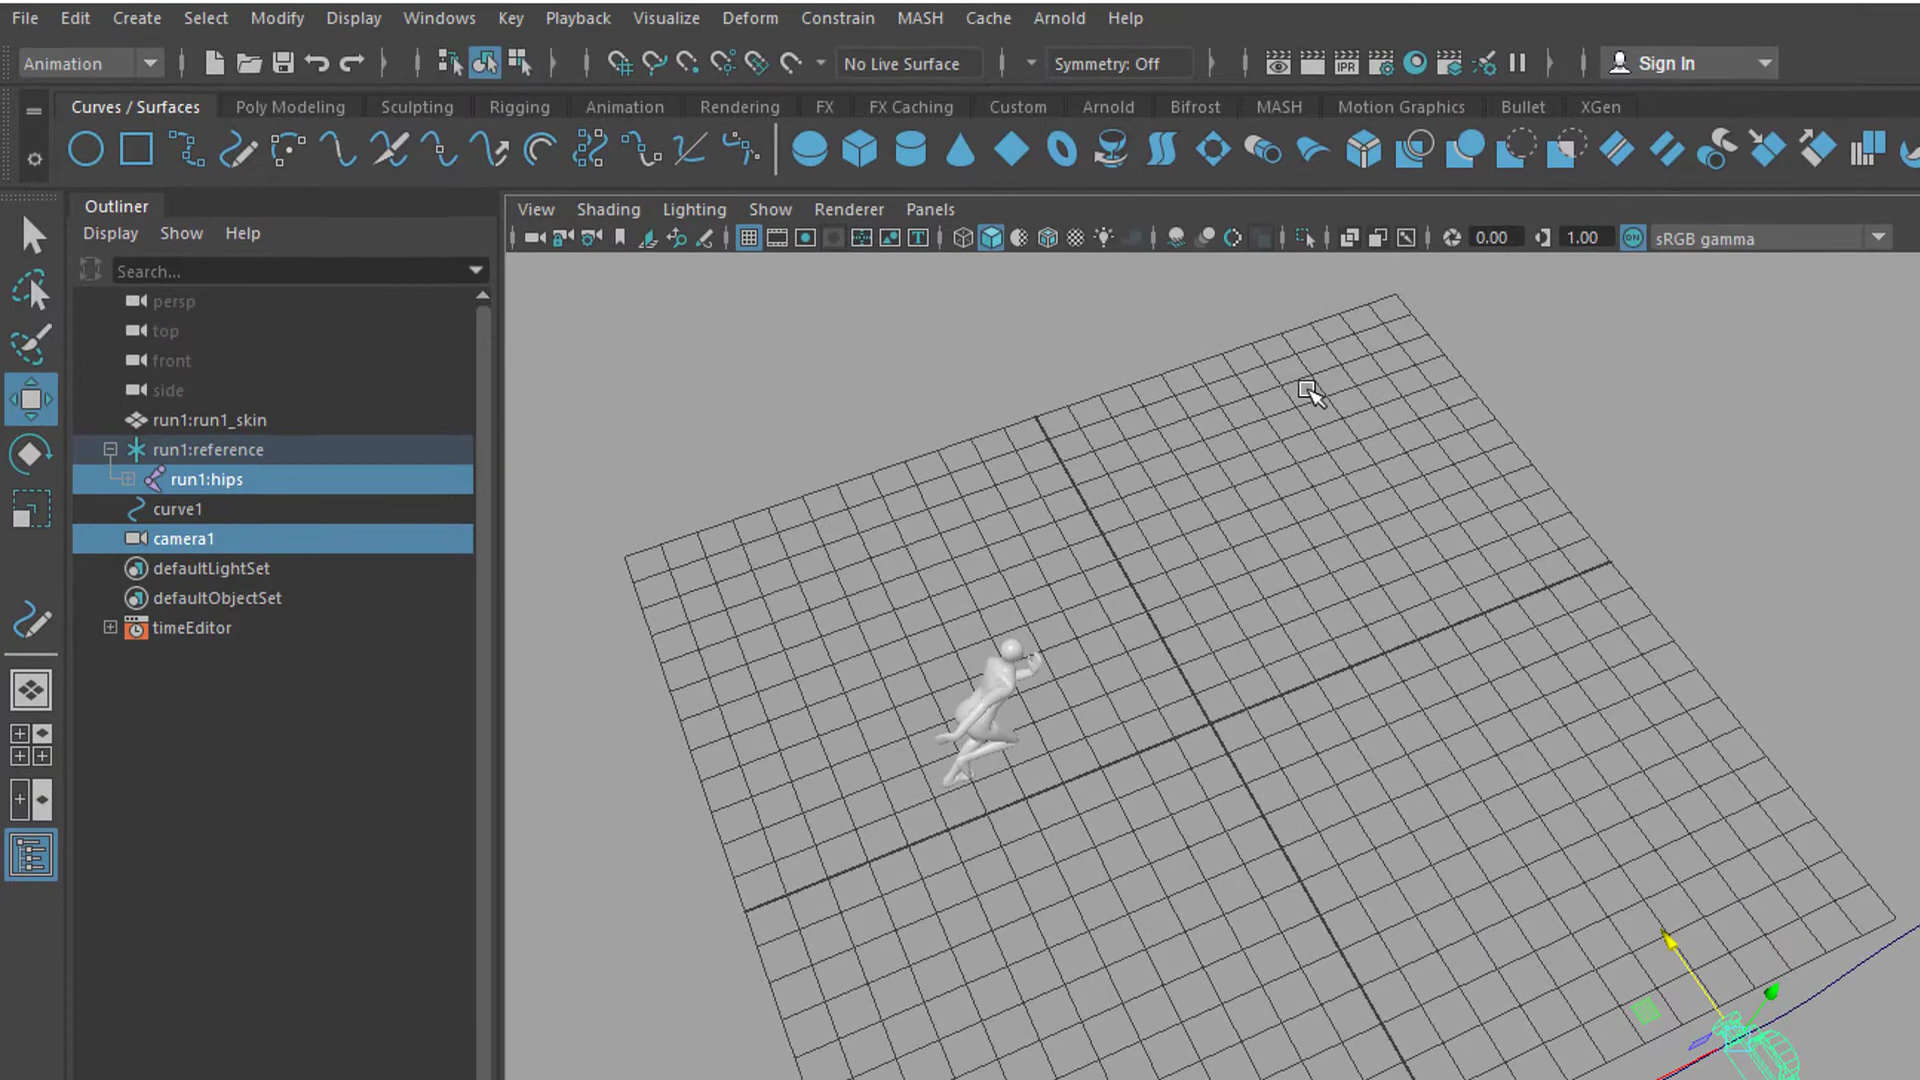 File Edit Create Select Modify Display Windows Key Playback Visualize Deform Constrain MASH Cache Arnold Help
Animation No Live Surface Symmetry: Off IPR Sign In
Curves / Surfaces Poly Modeling Sculpting Rigging Animation Rendering FX FX Caching Custom Arnold Bifrost MASH Motion Graphics Bullet XGen
Outliner
View Shading Lighting Show Renderer Panels
Display Show Help
T 0.00 1.00 ON sRGB gamma
Search...
persp
top
front
side
run1:run1_skin
run1:reference
run1:hips
curve1
camera1
defaultLightSet
defaultObjectSet
timeEditor